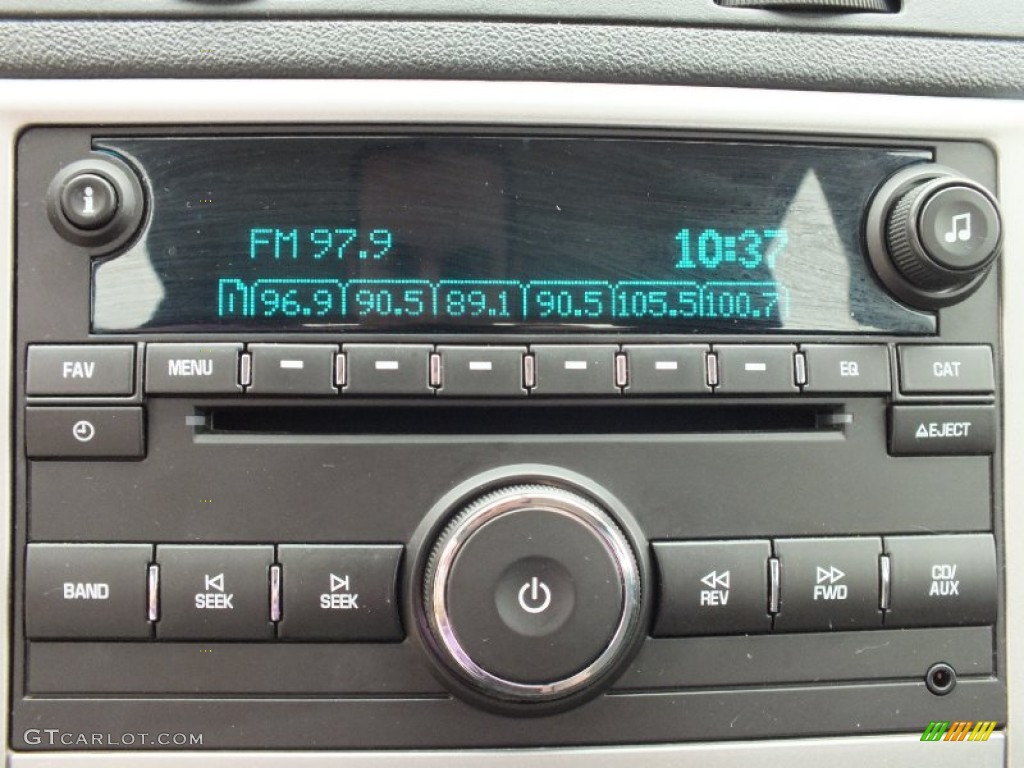 i
FM 97.9 10:37
96.9 90.5 89.1 90.5 105.5 100.7
FAV MENU EQ CAT
EJECT
BAND SEEK SEEK REV FWD CD/
AUX
GTCARLOT.COM